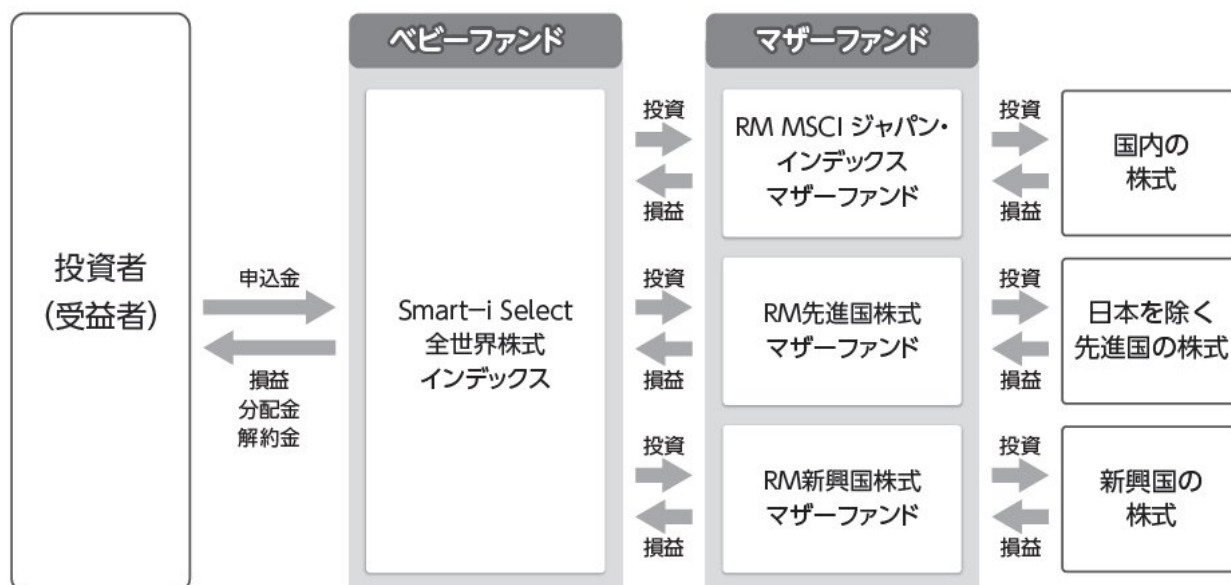 投資者
（受益者）
申込金
損益
分配金
解約金
ベビーファンド
Smart-i Select
全世界株式
インデックス
投資
損益
投資
損益
投資
損益
マザーファンド
RM MSCI ジャパン・
インデックス
マザーファンド
RM先進国株式
マザーファンド
RM新興国株式
マザーファンド
投資
損益
投資
損益
投資
損益
国内の
株式
日本を除く
先進国の株式
新興国の
株式